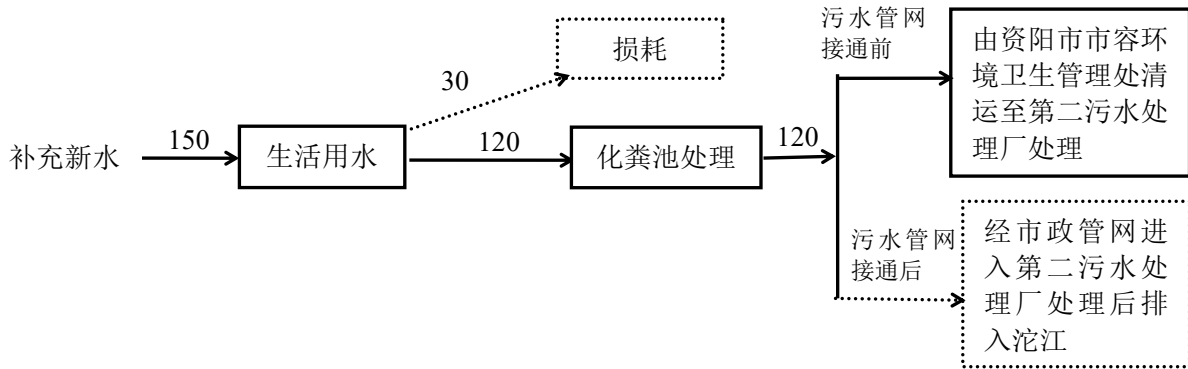 补充新水
150
生活用水
30
损耗
120
化粪池处理
120
污水管网
接通前
由资阳市市容环
境卫生管理处清
运至第二污水处
理厂处理
污水管网
接通后
经市政管网进
入第二污水处
理厂处理后排
入沱江